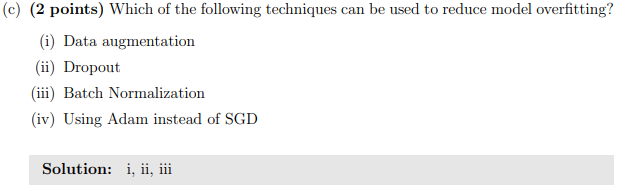 (c) (2 points) Which of the following techniques can be used to reduce model overfitting?
(i) Data augmentation
(ii) Dropout
(iii) Batch Normalization
(iv) Using Adam instead of SGD
Solution: i, ii, iii